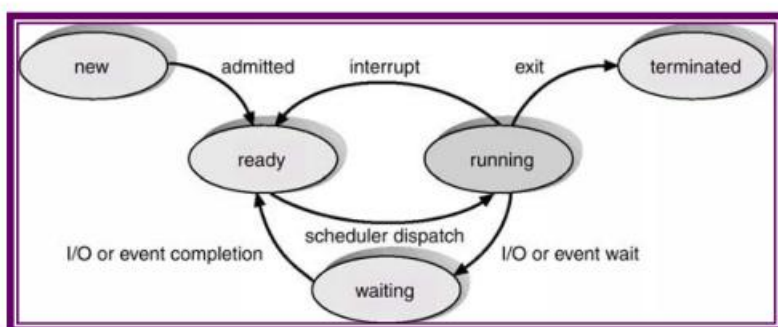 new
terminated
admitted
interrupt
exit
ready
running
scheduler dispatch
I/O or event completion
I/O or event wait
waiting